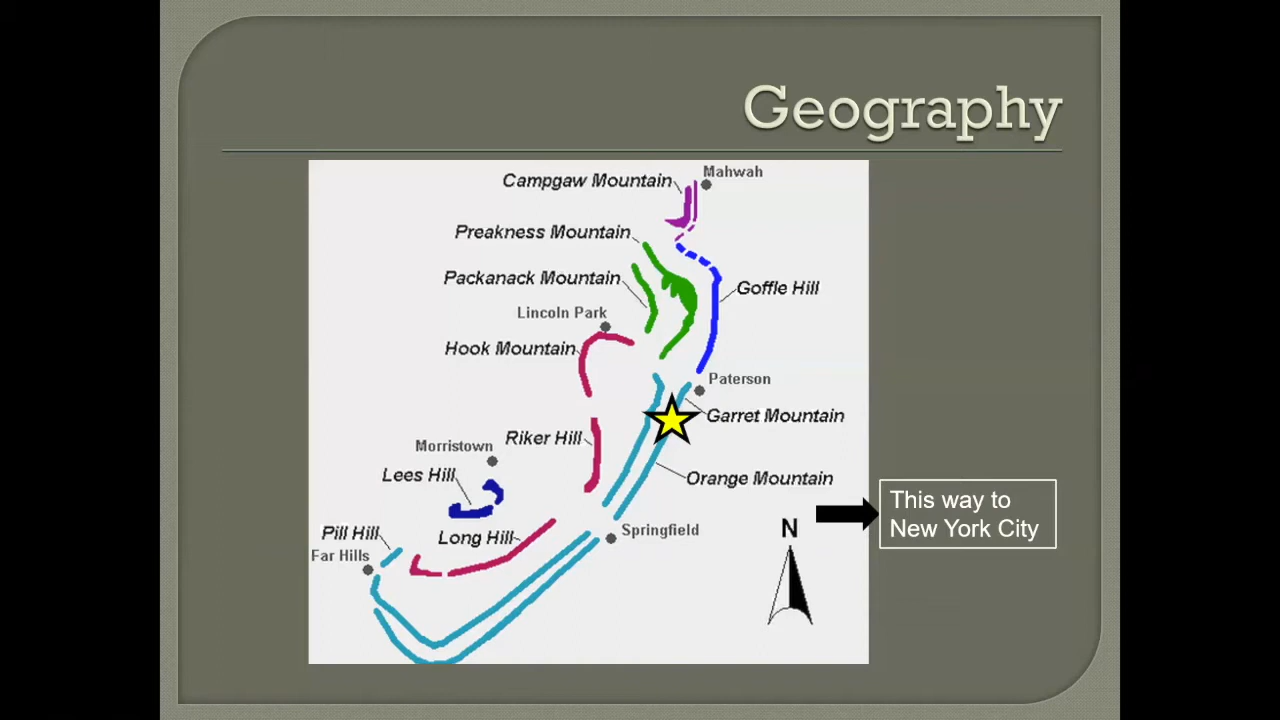 Geography
Mahwah
Campgaw Mountain
Preakness Mountain
Packanack Mountain
Goffle Hill
Lincoln Park
Hook Mountain
Paterson
Garret Mountain
Riker Hill
Morristown
Lees Hill
Orange Mountain
This way to
New York City
N
Springfield
Pill Hill
Long Hill
Far Hills